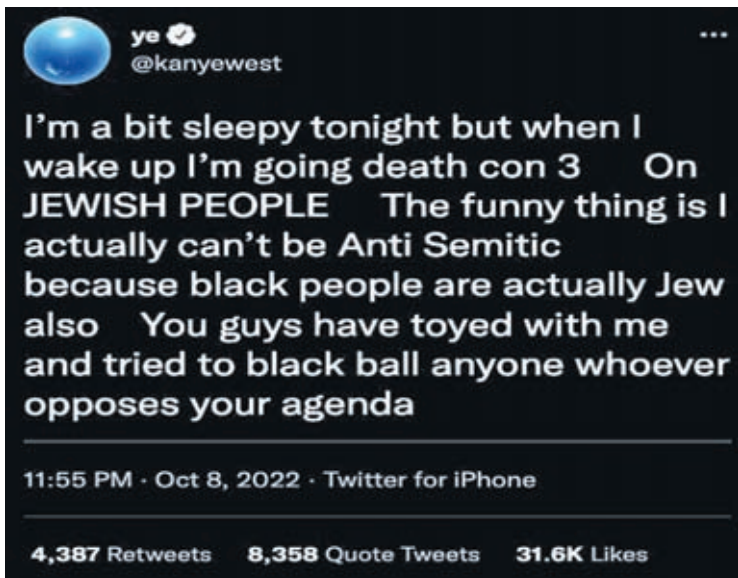 ye
...
@kanyewest
I'm a bit sleepy tonight but when I
wake up I'm going death con 3 On
JEWISH PEOPLE The funny thing is I
actually can't be Anti Semitic
because black people are actually Jew
also You guys have toyed with me
and tried to black ball anyone whoever
opposes your agenda
11:55 PM · Oct 8, 2022 · Twitter for iPhone
4,387 Retweets 8,358 Quote Tweets 31.6K Likes